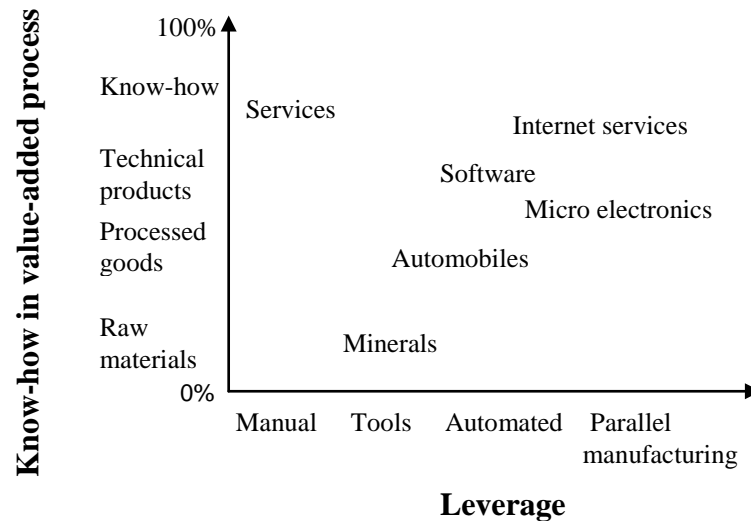 Know-how in value-added process
100%
Know-how
Services
Internet services
Technical
products
Software
Micro electronics
Processed
goods
Automobiles
Raw
materials
Minerals
0%
Manual
Tools
Automated
Parallel
manufacturing
Leverage